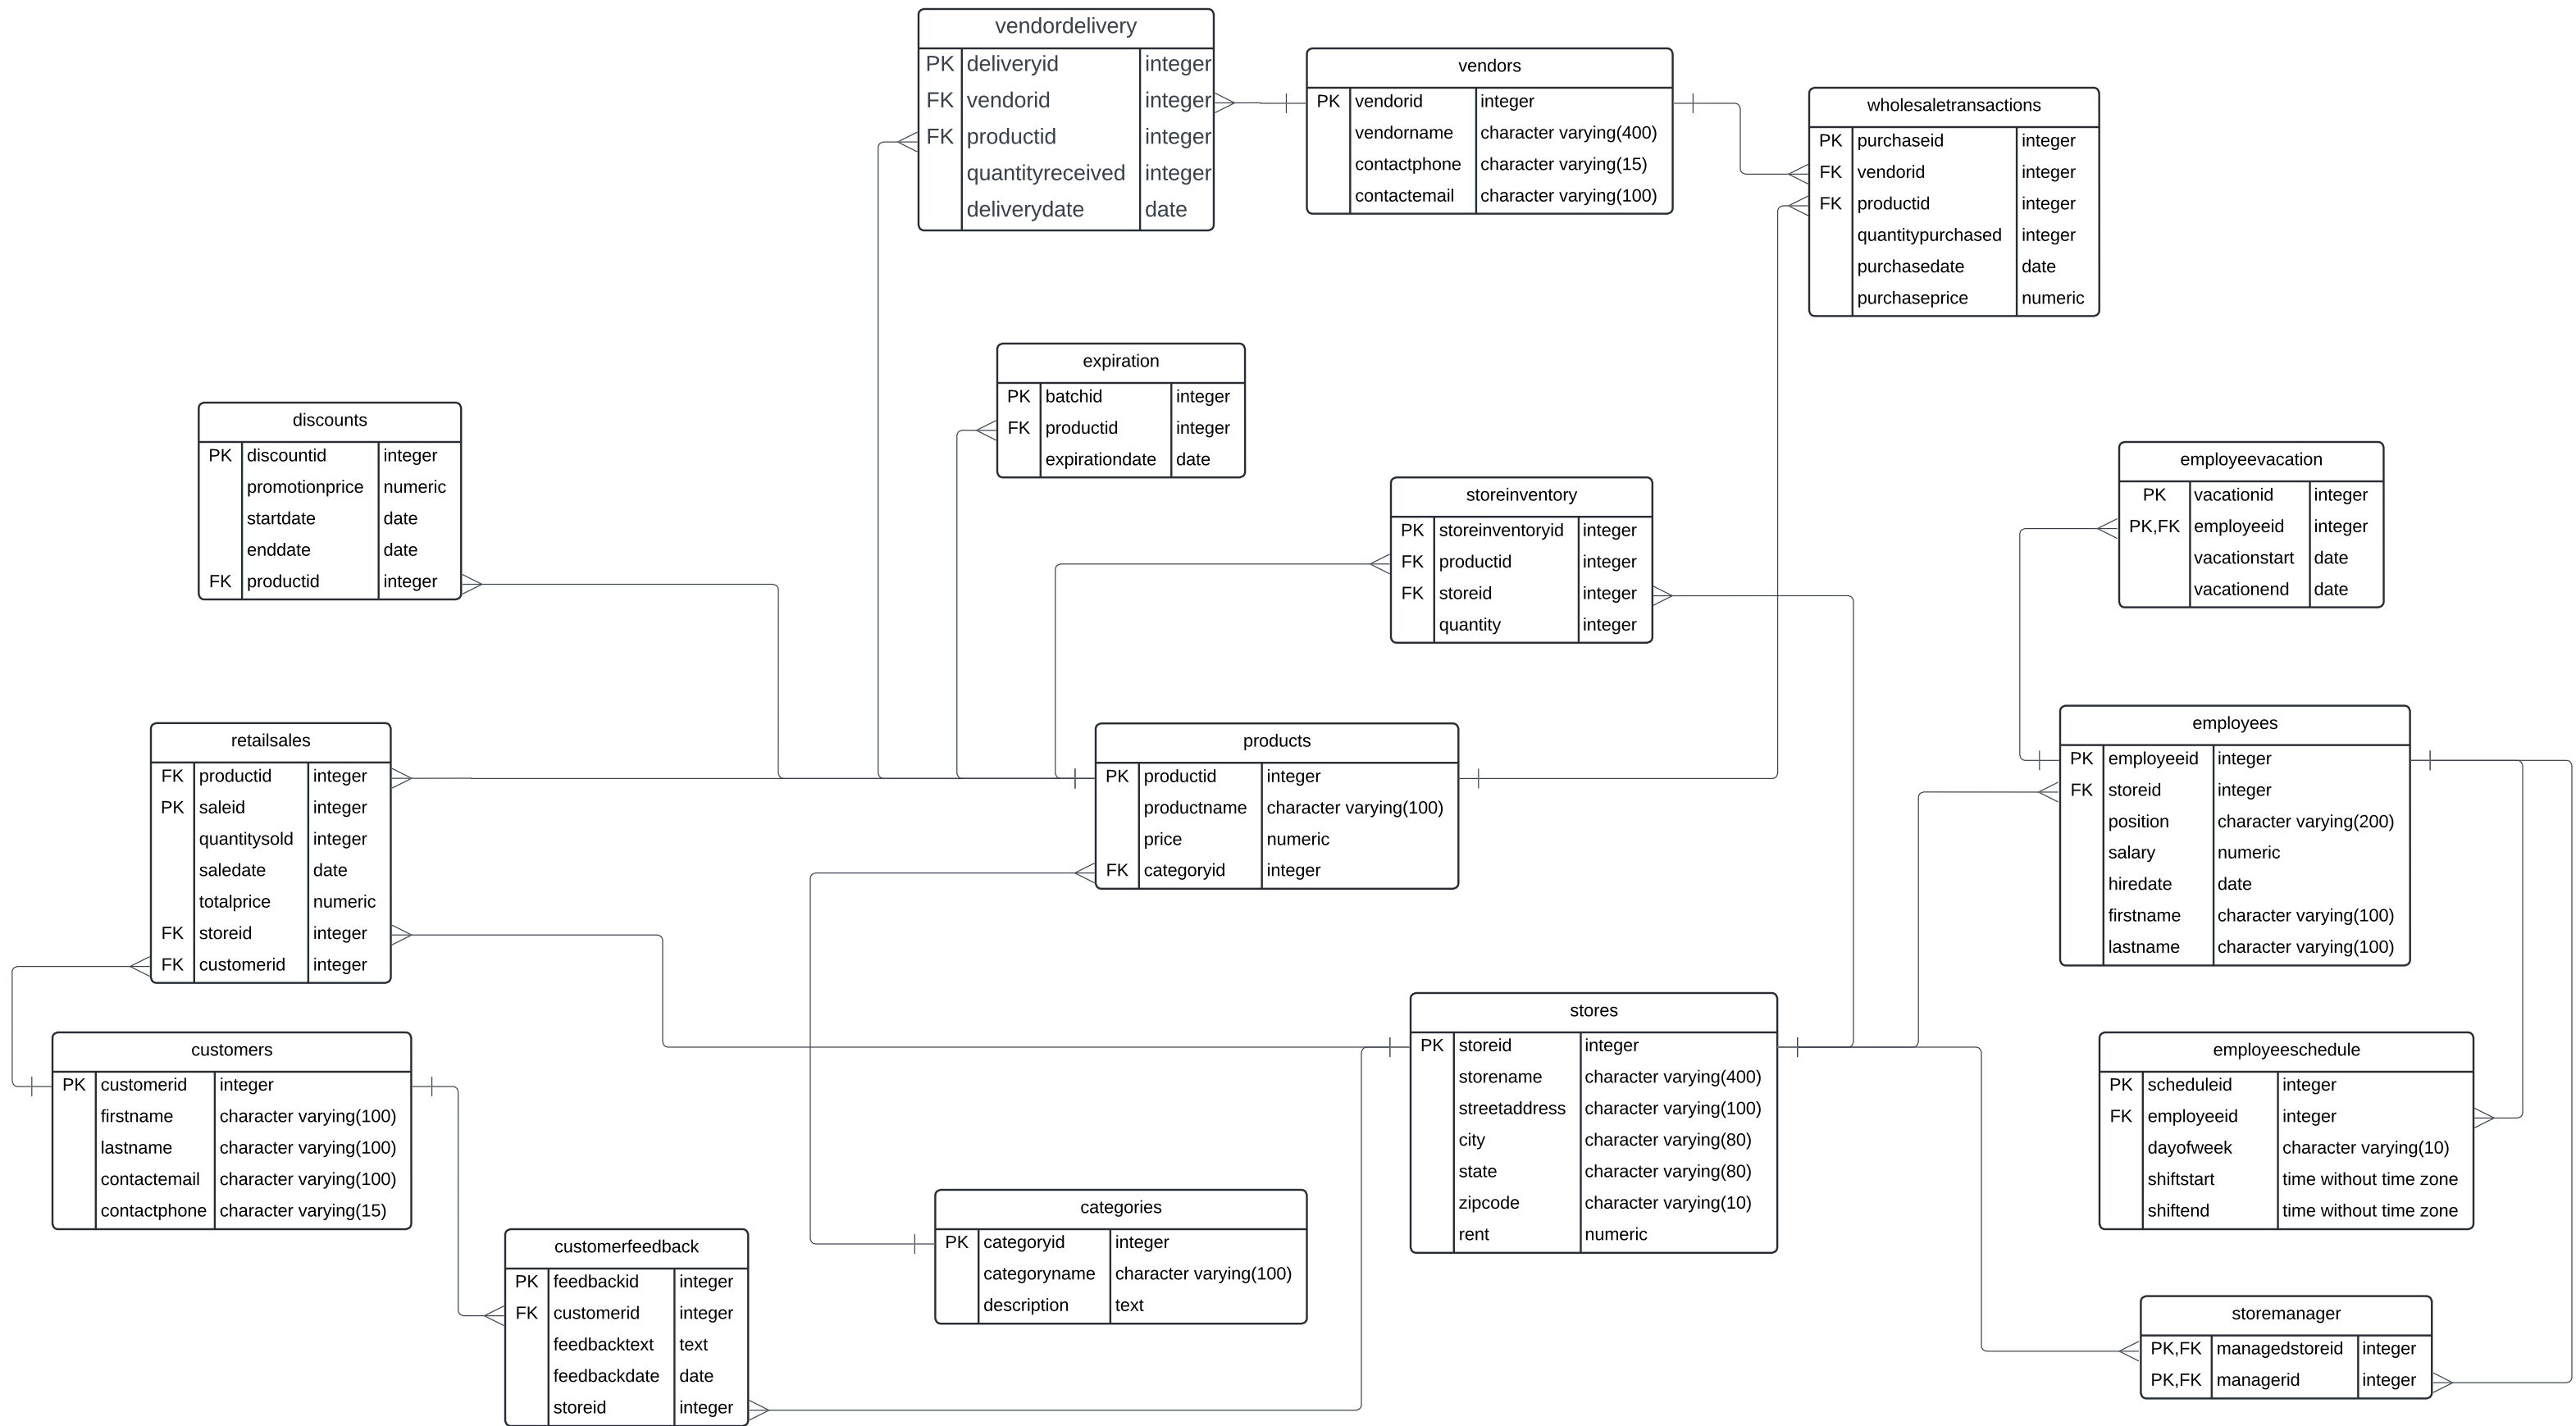 vendordelivery
PK deliveryid integer
FK vendorid integer
FK productid integer
quantityreceived integer
deliverydate date
vendors
PK vendorid integer
vendorname character varying(400)
contactphone character varying(15)
contactemail character varying(100)
wholesaletransactions
PK purchaseid integer
FK vendorid integer
FK productid integer
quantitypurchased integer
purchasedate date
purchaseprice numeric
expiration
PK batchid integer
FK productid integer
expirationdate date
discounts
PK discountid integer
promotionprice numeric
startdate date
enddate date
FK productid integer
storeinventory
PK storeinventoryid integer
FK productid integer
FK storeid integer
quantity integer
employeevacation
PK vacationid integer
PK,FK employeeid integer
vacationstart date
vacationend date
retailsales
FK productid integer
PK saleid integer
quantitysold integer
saledate date
totalprice numeric
FK storeid integer
FK customerid integer
products
PK productid integer
productname character varying(100)
price numeric
FK categoryid integer
employees
PK employeeid integer
FK storeid integer
position character varying(200)
salary numeric
hiredate date
firstname character varying(100)
lastname character varying(100)
customers
PK customerid integer
firstname character varying(100)
lastname character varying(100)
contactemail character varying(100)
contactphone character varying(15)
stores
PK storeid integer
storename character varying(400)
streetaddress character varying(100)
city character varying(80)
state character varying(80)
zipcode character varying(10)
rent numeric
employeeschedule
PK scheduleid integer
FK employeeid integer
dayofweek character varying(10)
shiftstart time without time zone
shiftend time without time zone
customerfeedback
PK feedbackid integer
FK customerid integer
feedbacktext text
feedbackdate date
storeid integer
categories
PK categoryid integer
categoryname character varying(100)
description text
storemanager
PK,FK managedstoreid integer
PK,FK managerid integer